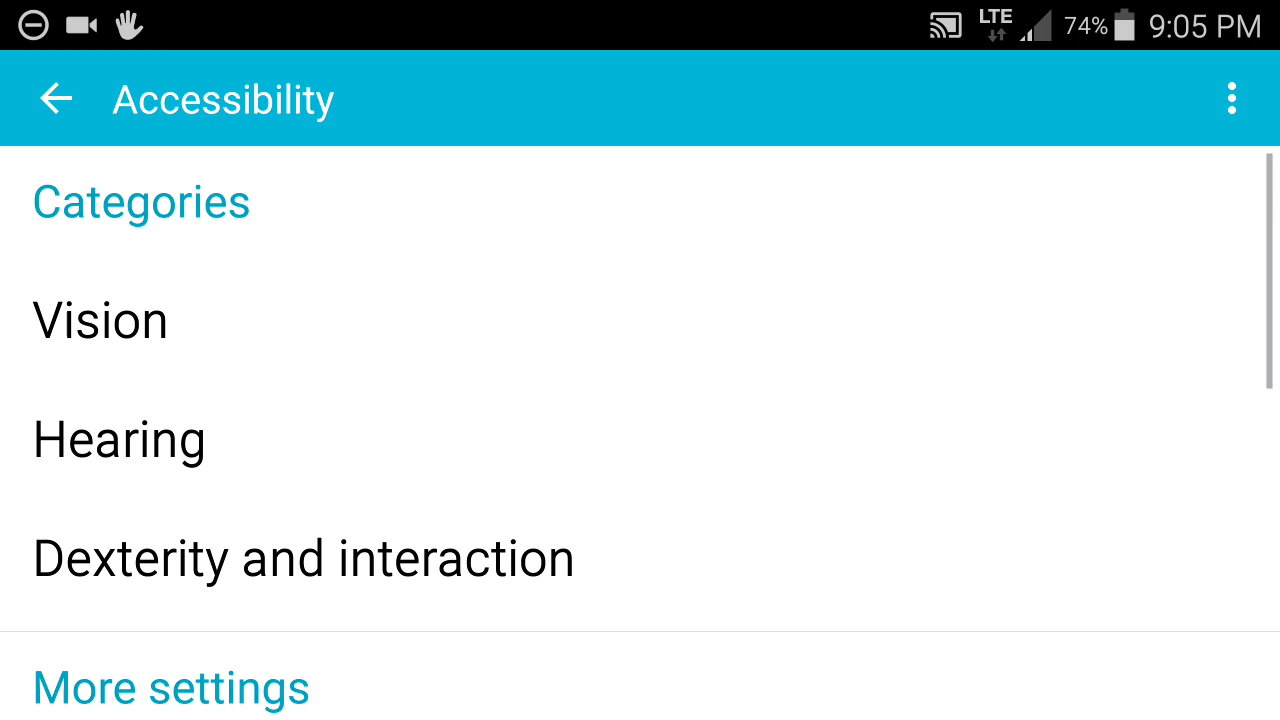 LTE 74% 9:05 PM
Accessibility
Categories
Vision
Hearing
Dexterity and interaction
More settings